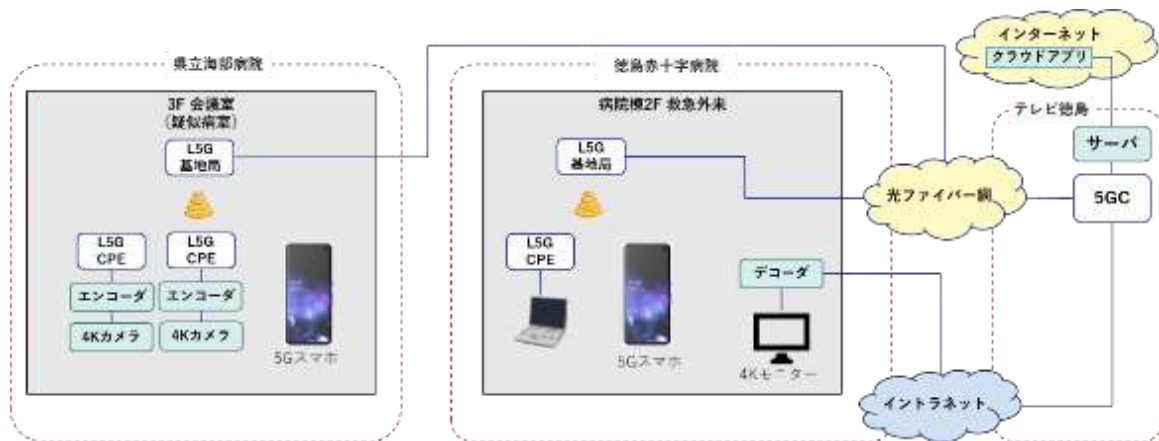 県立海部病院
3F 会議室
(疑似病室)
L5G
基地局
L5G
CPE
L5G
CPE
エンコーダ
エンコーダ
4Kカメラ
4Kカメラ
5Gスマホ
徳島赤十字病院
病院棟2F 救急外来
L5G
基地局
L5G
CPE
5Gスマホ
デコーダ
4Kモニター
インターネット
クラウドアプリ
テレビ徳島
サーバ
5GC
光ファイバー網
イントラネット